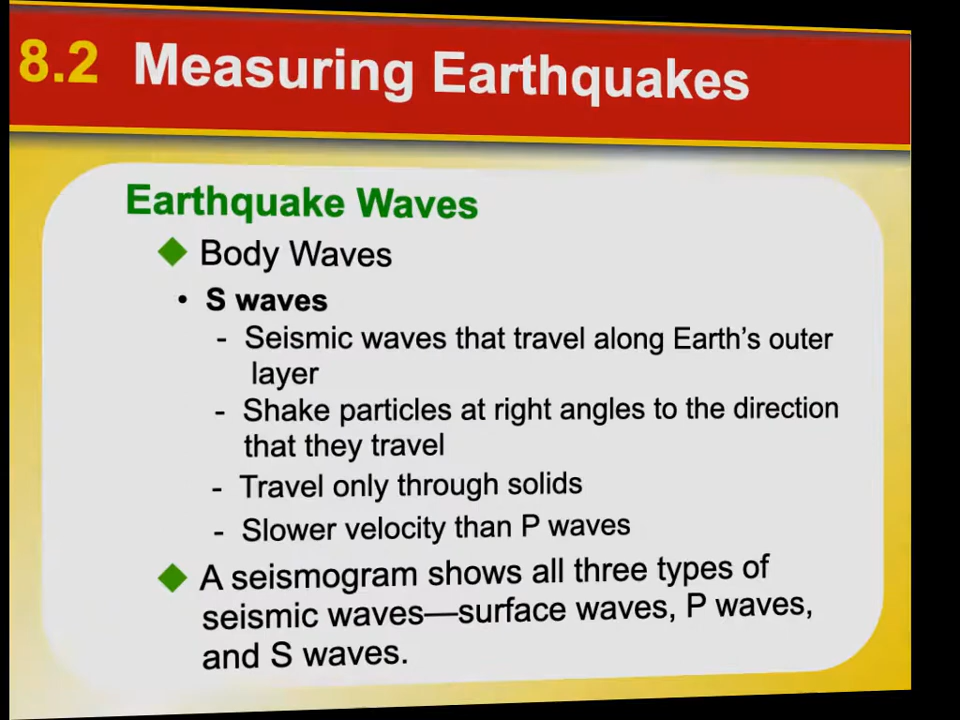 8.2 Measuring Earthquakes
Earthquake Waves
◆ Body Waves
• S waves
- Seismic waves that travel along Earth's outer
layer
- Shake particles at right angles to the direction
that they travel
- Travel only through solids
- Slower velocity than P waves
◆ A seismogram shows all three types of
seismic waves—surface waves, P waves,
and S waves.